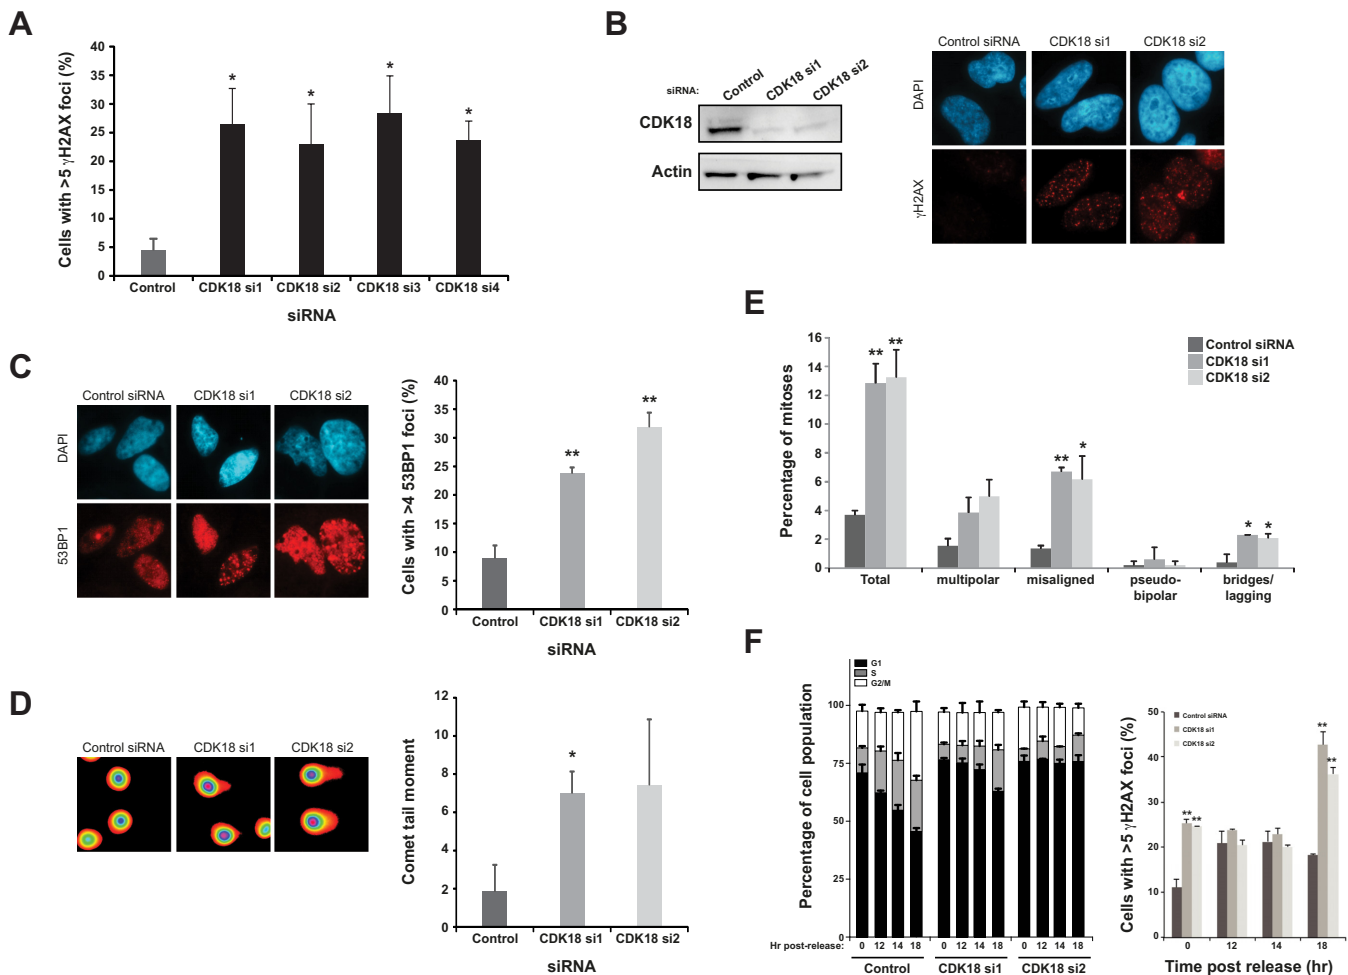 A
Cells with >5 γH2AX foci (%)
40
35
30
25
20
15
10
5
0
* * * *
Control CDK18 si1 CDK18 si2 CDK18 si3 CDK18 si4
siRNA
B
siRNA: Control CDK18 si1 CDK18 si2
CDK18
Actin
Control siRNA CDK18 si1 CDK18 si2
DAPI
γH2AX
C
Control siRNA CDK18 si1 CDK18 si2
DAPI
53BP1
Cells with >4 53BP1 foci (%)
40
35
30
25
20
15
10
5
0
** **
Control CDK18 si1 CDK18 si2
siRNA
D
Control siRNA CDK18 si1 CDK18 si2
Comet tail moment
12
10
8
6
4
2
0
*
Control CDK18 si1 CDK18 si2
siRNA
E
Percentage of mitoses
16
14
12
10
8
6
4
2
0
Control siRNA
CDK18 si1
CDK18 si2
** ** ** * * *
Total multipolar misaligned pseudo- bridges/
bipolar lagging
F
G1
S
G2/M
Percentage of cell population
100
75
50
25
0
Hr post-release: 0 12 14 18 0 12 14 18 0 12 14 18
Control CDK18 si1 CDK18 si2
Cells with >5 γH2AX foci (%)
50
40
30
20
10
0
Control siRNA
CDK18 si1
CDK18 si2
** ** ** **
0 12 14 18
Time post release (hr)